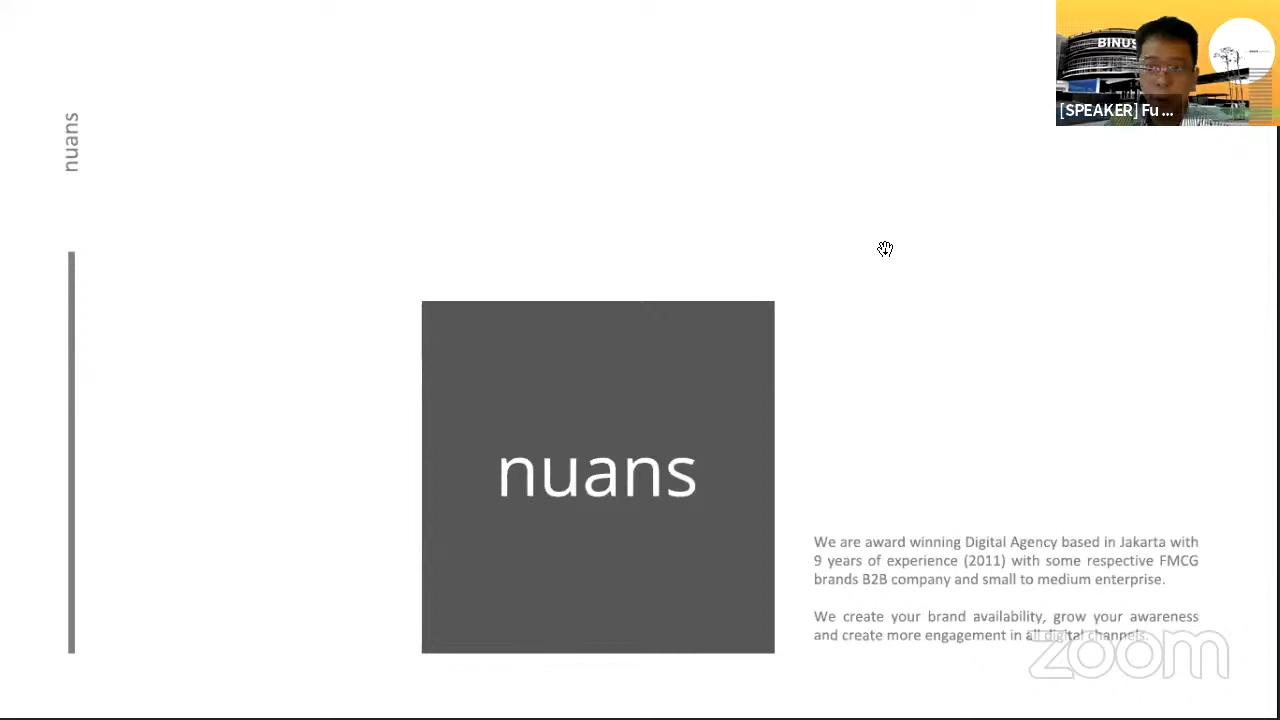 BINUS
[SPEAKER] Fu ...
nuans
nuans
We are award winning Digital Agency based in Jakarta with
9 years of experience (2011) with some respective FMCG
brands B2B company and small to medium enterprise.
We create your brand availability, grow your awareness
and create more engagement in all digital channels.
zoom